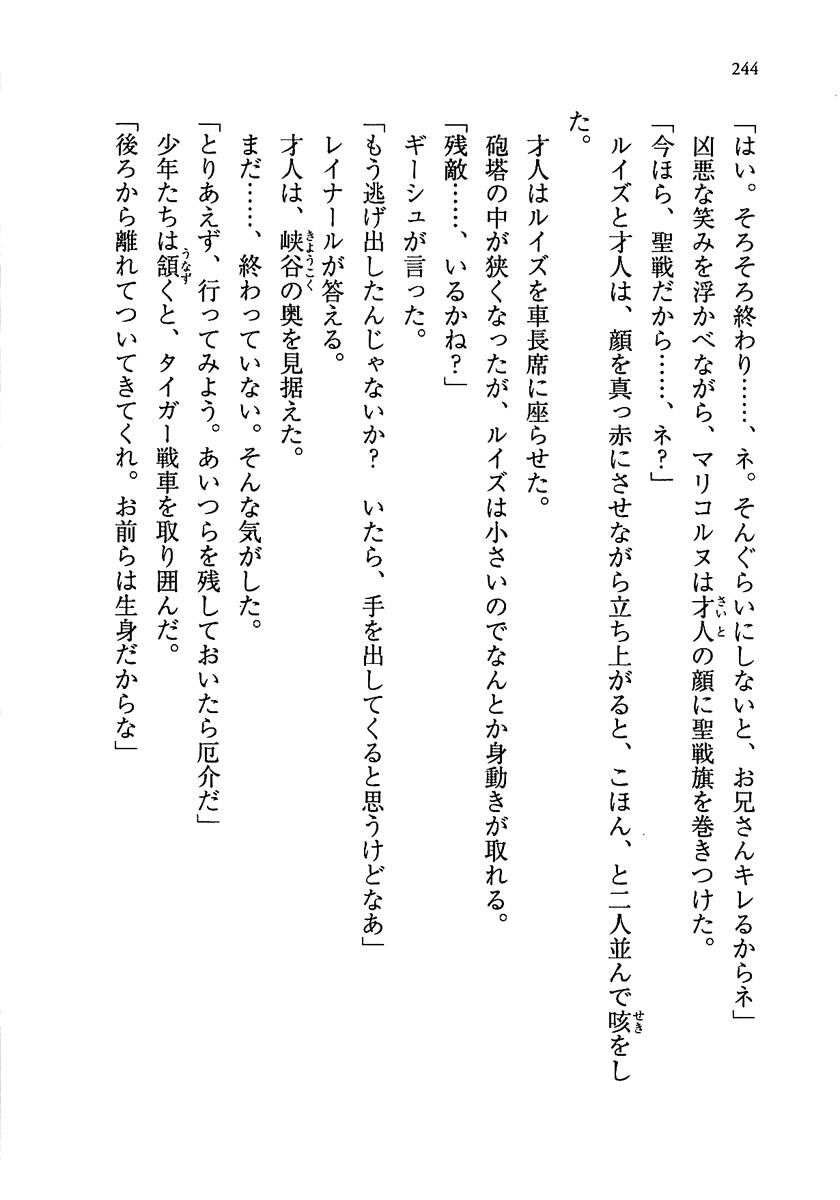 244
「はい。そろそろ終わり……、ネ。そんぐらいにしないと、お兄さんキレるからネ」
凶悪な笑みを浮かべながら、マリコルヌは才人の顔に聖戦旗を巻きつけた。
「今ほら、聖戦だから……、ネ？」
ルイズと才人は、顔を真っ赤にさせながら立ち上がると、こほん、と二人並んで咳をし
た。
才人はルイズを車長席に座らせた。
砲塔の中が狭くなったが、ルイズは小さいのでなんとか身動きが取れる。
「残敵……、いるかね？」
ギーシュが言った。
「もう逃げ出したんじゃないか？　いたら、手を出してくると思うけどなあ」
レイナールが答える。
才人は、峡谷の奥を見据えた。
まだ……、終わっていない。そんな気がした。
「とりあえず、行ってみよう。あいつらを残しておいたら厄介だ」
少年たちは頷くと、タイガー戦車を取り囲んだ。
「後ろから離れてついてきてくれ。お前らは生身だからな」